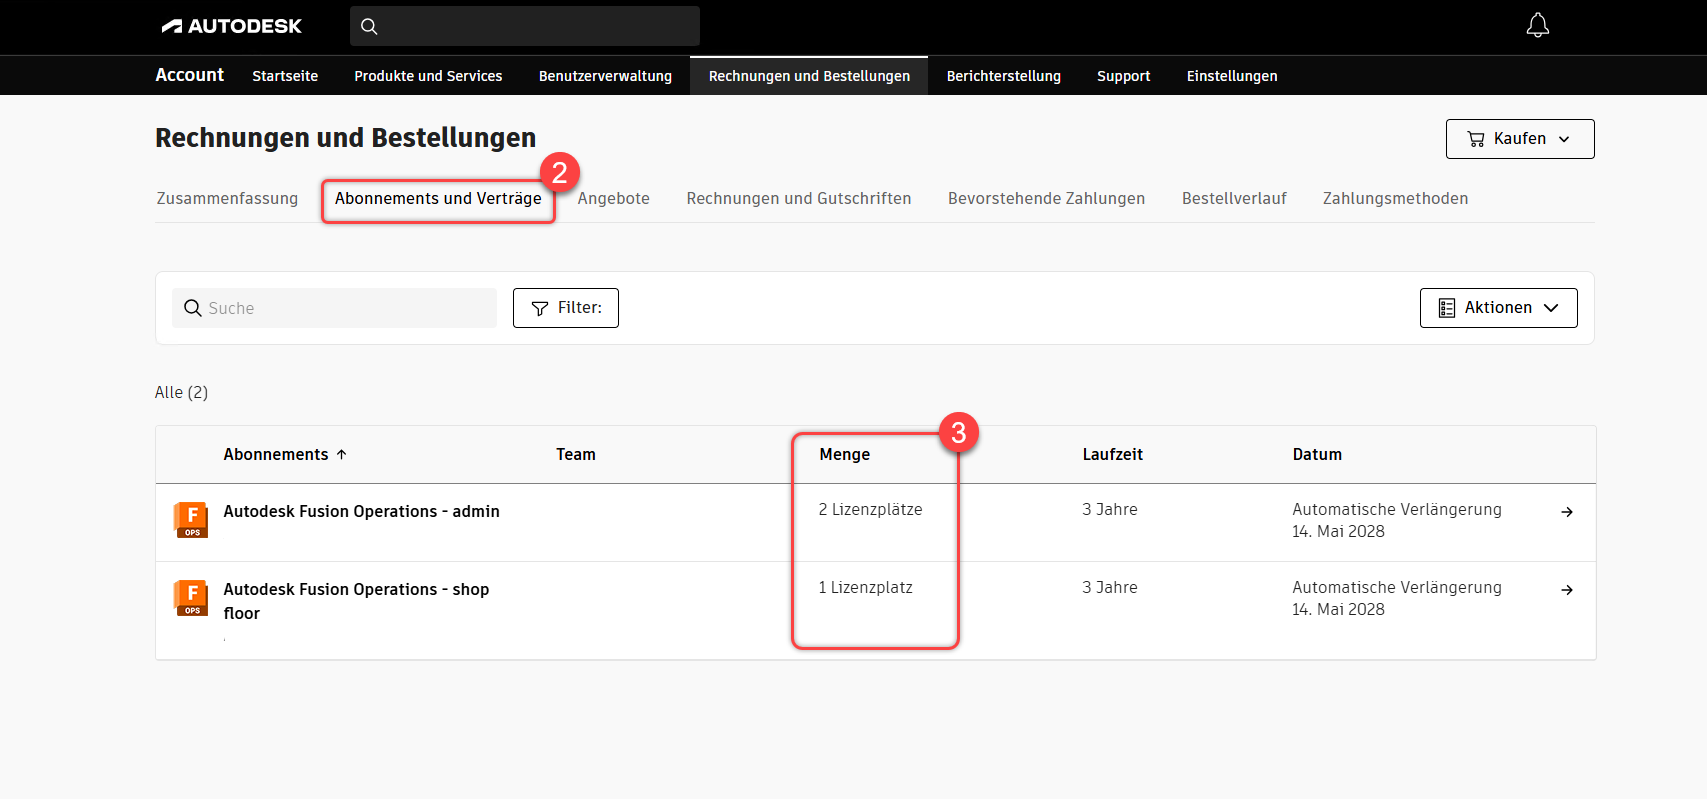 AUTODESK
Account Startseite Produkte und Services Benutzerverwaltung Rechnungen und Bestellungen Berichterstellung Support Einstellungen
Rechnungen und Bestellungen
Kaufen
2
Zusammenfassung Abonnements und Verträge Angebote Rechnungen und Gutschriften Bevorstehende Zahlungen Bestellverlauf Zahlungsmethoden
Suche Filter: Aktionen
Alle (2)
3
Abonnements Team Menge Laufzeit Datum
F
OPS
Autodesk Fusion Operations - admin
2 Lizenzplätze
3 Jahre
Automatische Verlängerung
14. Mai 2028
F
OPS
Autodesk Fusion Operations - shop
floor
1 Lizenzplatz
3 Jahre
Automatische Verlängerung
14. Mai 2028